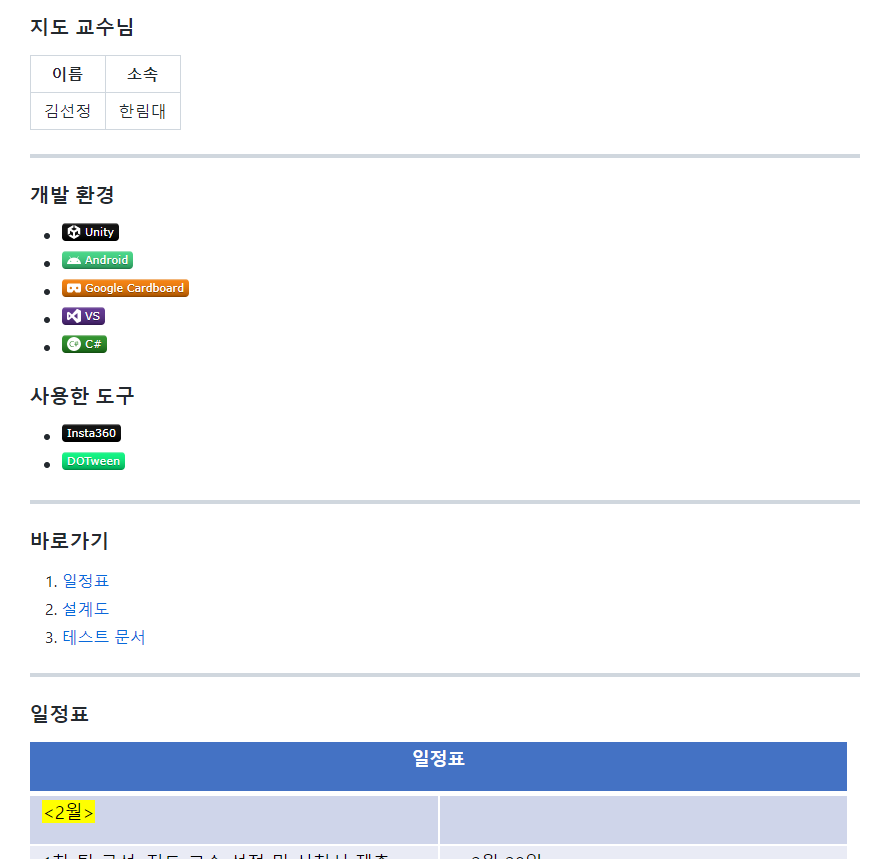 지도 교수님
이름 소속
김선정 한림대
개발 환경
Unity
Android
Google Cardboard
VS
C#
사용한 도구
Insta360
DOTween
바로가기
1. 일정표
2. 설계도
3. 테스트 문서
일정표
일정표
<2월>